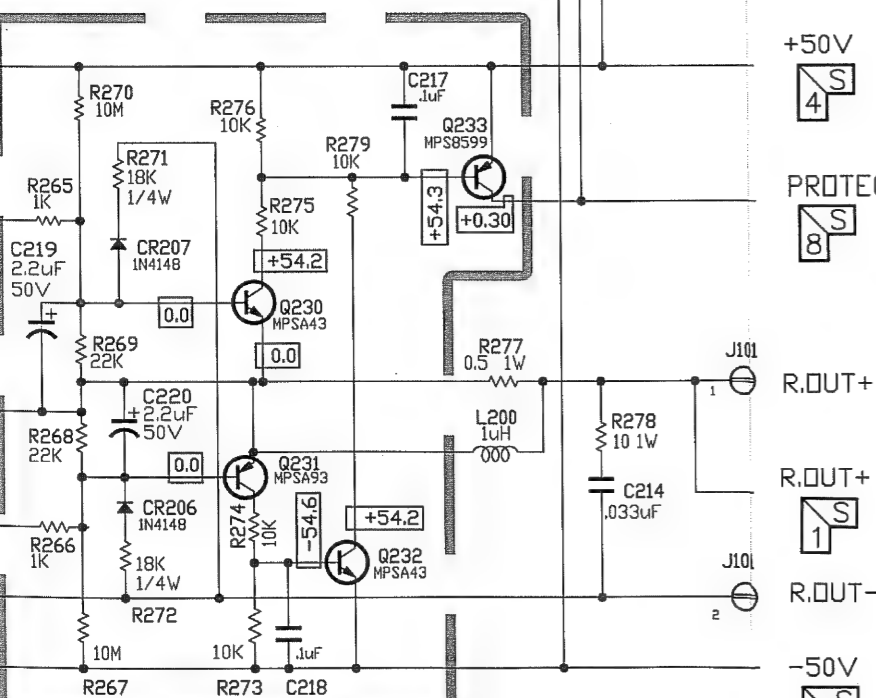 +50V
S
4
R270
10M
R276
10K
C217
.1uF
Q233
MPS8599
R279
10K
R271
18K
1/4W
R265
1K
R275
10K
+54.3
+0.30
S
8
C219
2.2uF
50V
CR207
1N4148
+54.2
0.0
Q230
MPSA43
R269
22K
0.0
R277
0.5 1W
J101
1
R.OUT+
C220
+2.2uF
50V
L200
1uH
R278
10 1W
R268
22K
0.0
Q231
MPSA93
R.OUT+
S
1
C214
.033uF
CR206
1N4148
R274
10K
-54.6
+54.2
R266
1K
18K
1/4W
R272
Q232
MPSA43
2
R.OUT-
10M
R267
10K
R273
.1uF
C218
-50V
S